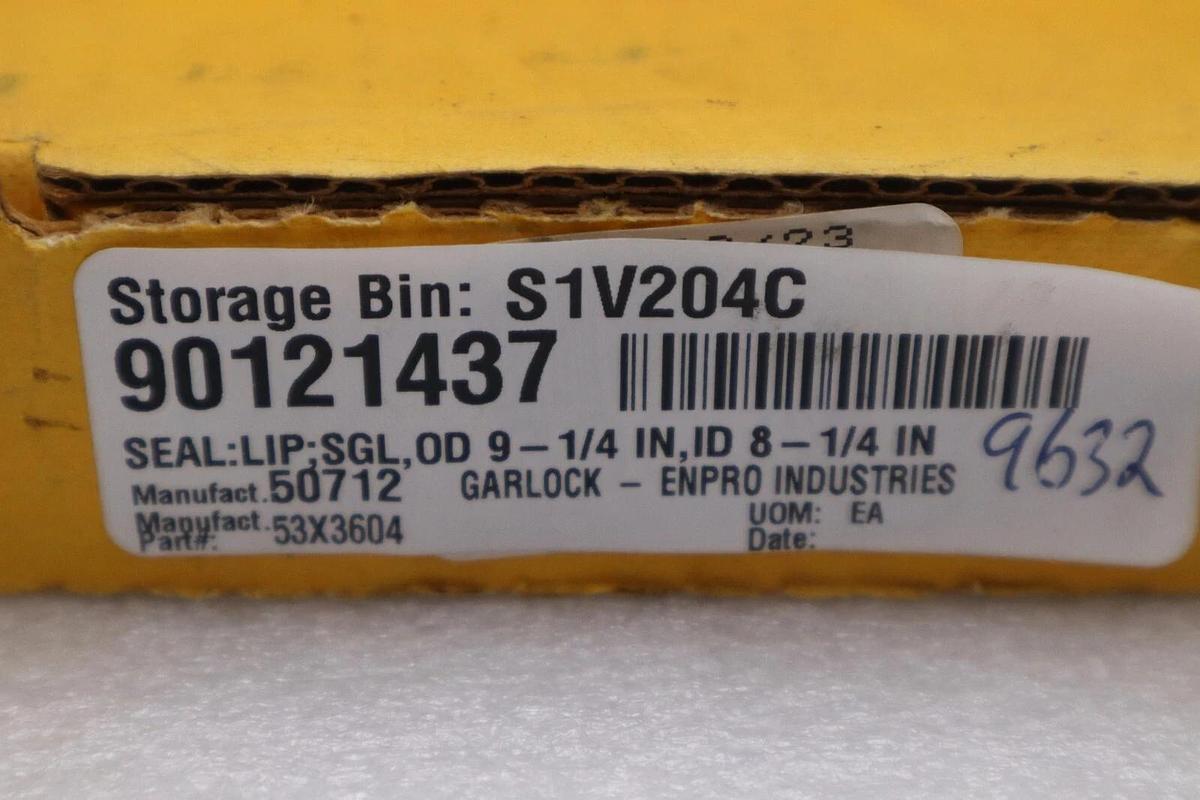 Storage Bin: S1V204C
90121437
SEAL:LIP;SGL,OD 9-1/4 IN,ID 8-1/4 IN
9632
Manufact. 50712 GARLOCK - ENPRO INDUSTRIES
Manufact. Part#: 53X3604
UOM: EA
Date: